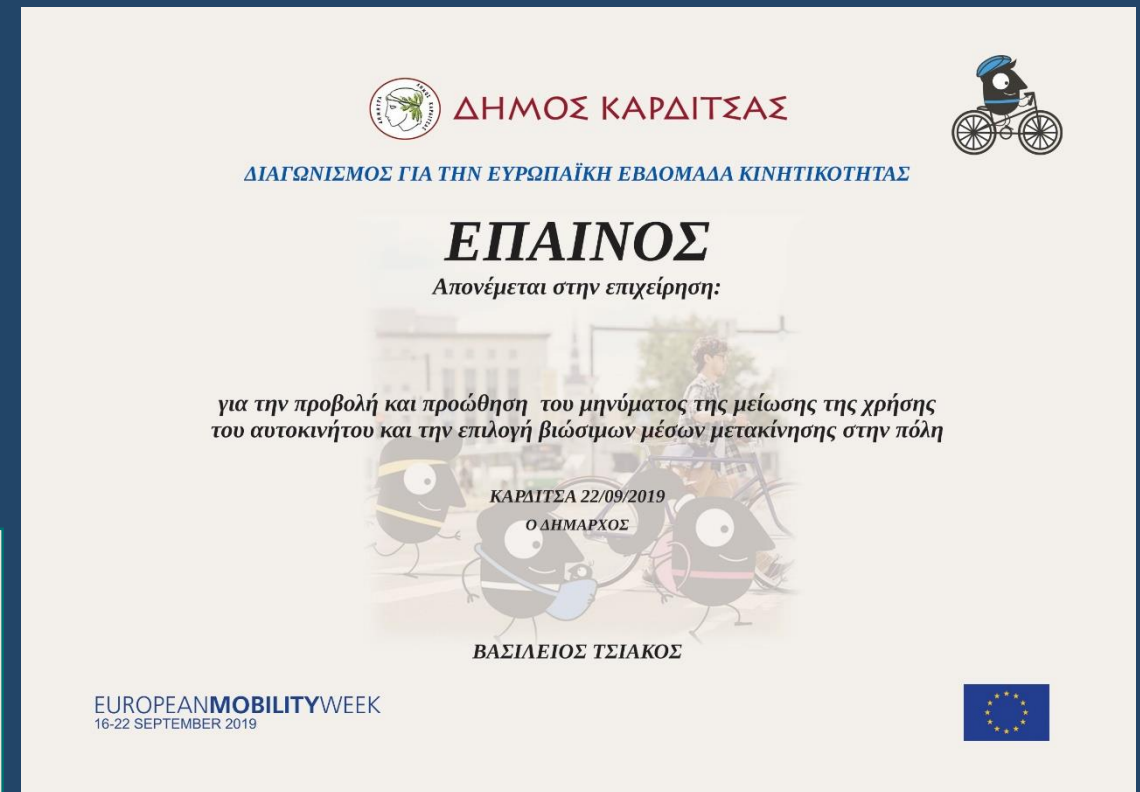 ΔΗΜΟΣ ΚΑΡΔΙΤΣΑΣ
ΔΙΑΓΩΝΙΣΜΟΣ ΓΙΑ ΤΗΝ ΕΥΡΩΠΑΪΚΗ ΕΒΔΟΜΑΔΑ ΚΙΝΗΤΙΚΟΤΗΤΑΣ
ΕΠΑΙΝΟΣ
Απονέμεται στην επιχείρηση:
για την προβολή και προώθηση του μηνύματος της μείωσης της χρήσης
του αυτοκινήτου και την επιλογή βιώσιμων μέσων μετακίνησης στην πόλη
ΚΑΡΔΙΤΣΑ 22/09/2019
Ο ΔΗΜΑΡΧΟΣ
ΒΑΣΙΛΕΙΟΣ ΤΣΙΑΚΟΣ
EUROPEANMOBILITYWEEK
16-22 SEPTEMBER 2019